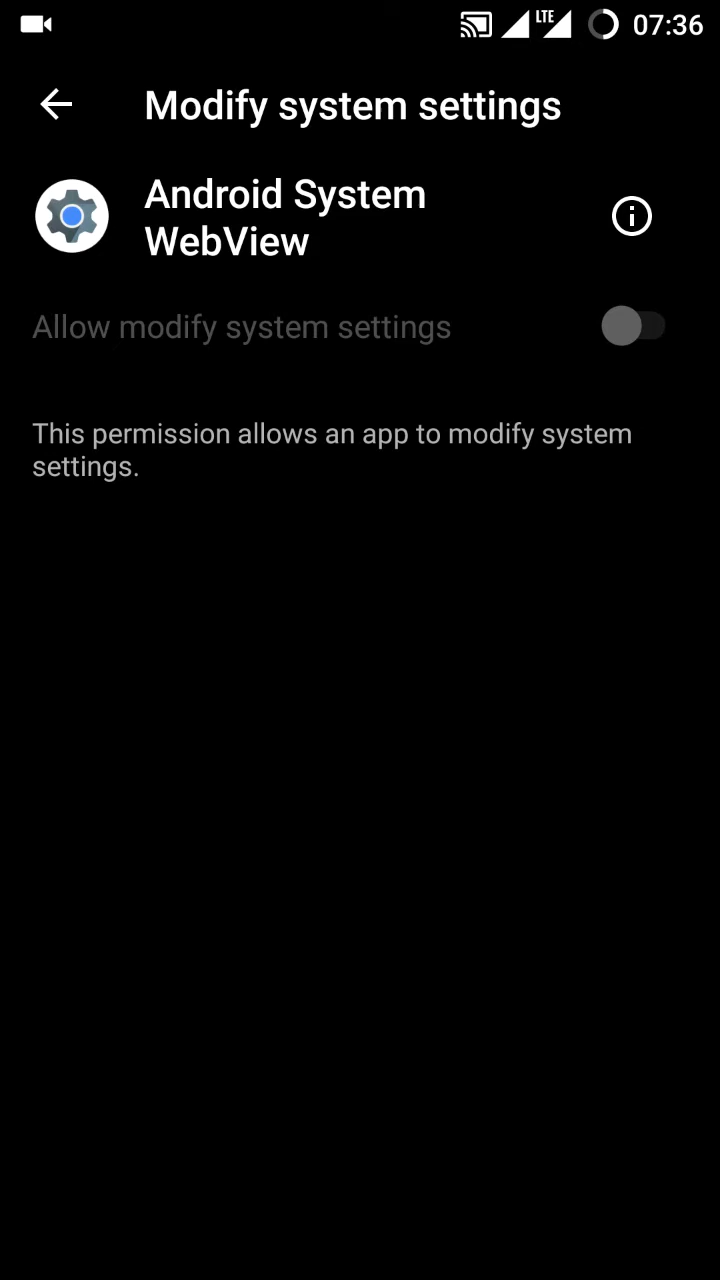 LTE 07:36
Modify system settings
Android System
WebView
Allow modify system settings
This permission allows an app to modify system
settings.